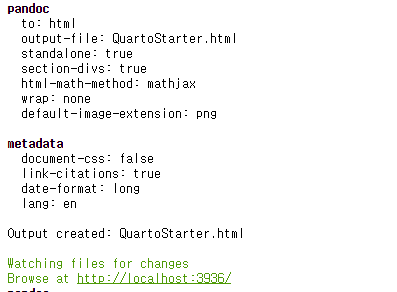 pandoc
to: html
output-file: QuartoStarter.html
standalone: true
section-divs: true
html-math-method: mathjax
wrap: none
default-image-extension: png
metadata
document-css: false
link-citations: true
date-format: long
lang: en
Output created: QuartoStarter.html
Watching files for changes
Browse at http://localhost:3936/